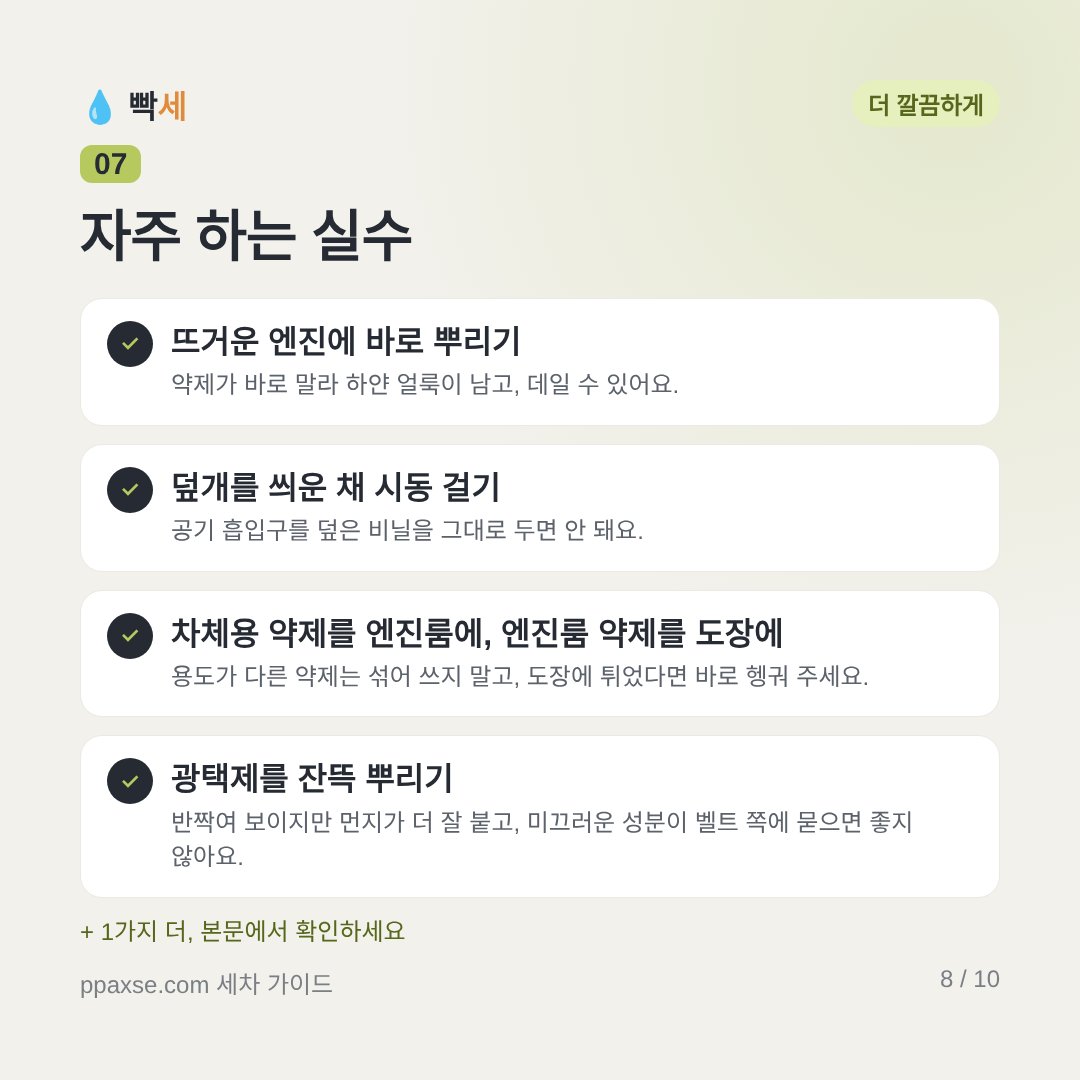 빡세
더 깔끔하게
07
자주 하는 실수
뜨거운 엔진에 바로 뿌리기
약제가 바로 말라 하얀 얼룩이 남고, 데일 수 있어요.
덮개를 씌운 채 시동 걸기
공기 흡입구를 덮은 비닐을 그대로 두면 안 돼요.
차체용 약제를 엔진룸에, 엔진룸 약제를 도장에
용도가 다른 약제는 섞어 쓰지 말고, 도장에 튀었다면 바로 헹궈 주세요.
광택제를 잔뜩 뿌리기
반짝여 보이지만 먼지가 더 잘 붙고, 미끄러운 성분이 벨트 쪽에 묻으면 좋지
않아요.
+ 1가지 더, 본문에서 확인하세요
ppaxse.com 세차 가이드
8 / 10